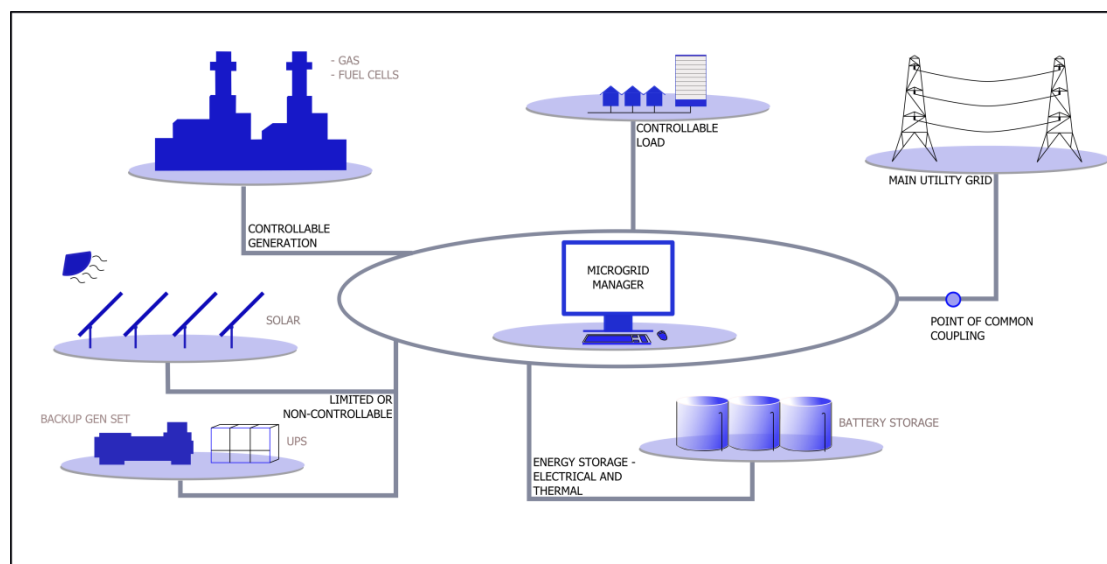 - GAS
- FUEL CELLS
CONTROLLABLE
LOAD
MAIN UTILITY GRID
CONTROLLABLE
GENERATION
MICROGRID
MANAGER
SOLAR
POINT OF COMMON
COUPLING
LIMITED OR
NON-CONTROLLABLE
BACKUP GEN SET
UPS
BATTERY STORAGE
ENERGY STORAGE -
ELECTRICAL AND
THERMAL